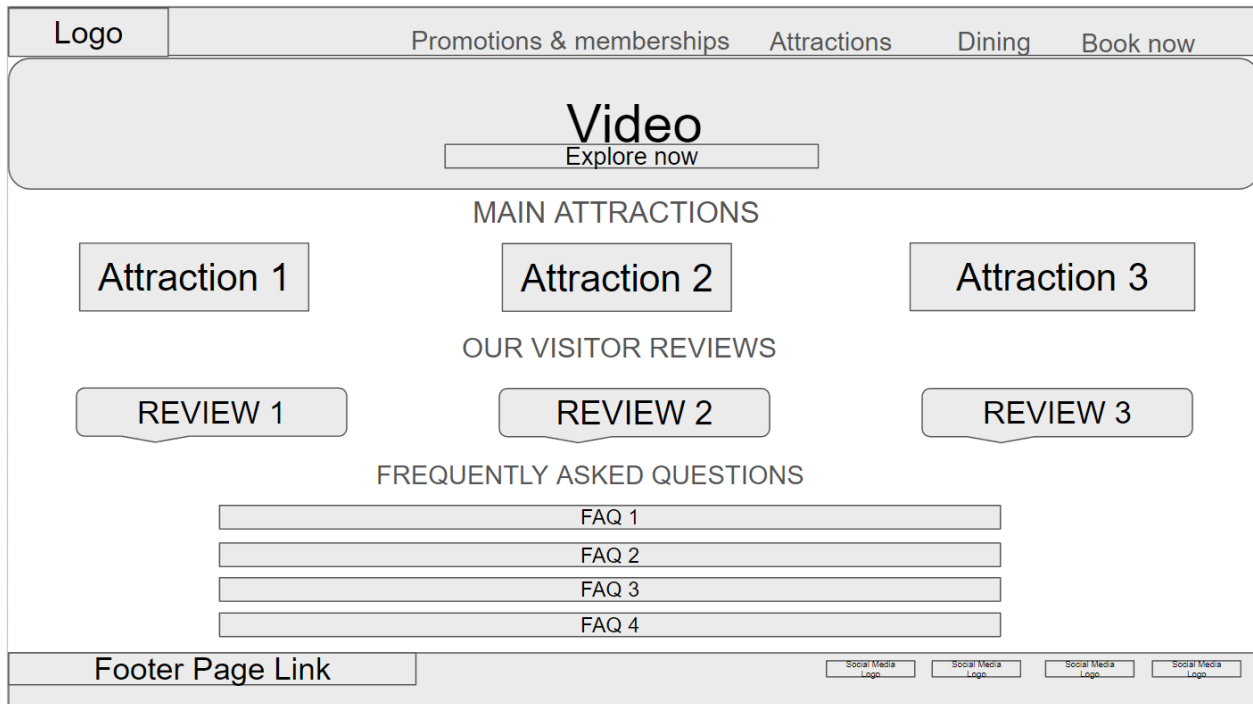 Logo
Promotions & memberships Attractions Dining Book now
Video
Explore now
MAIN ATTRACTIONS
Attraction 1 Attraction 2 Attraction 3
OUR VISITOR REVIEWS
REVIEW 1 REVIEW 2 REVIEW 3
FREQUENTLY ASKED QUESTIONS
FAQ 1
FAQ 2
FAQ 3
FAQ 4
Footer Page Link
Social Media
Logo
Social Media
Logo
Social Media
Logo
Social Media
Logo